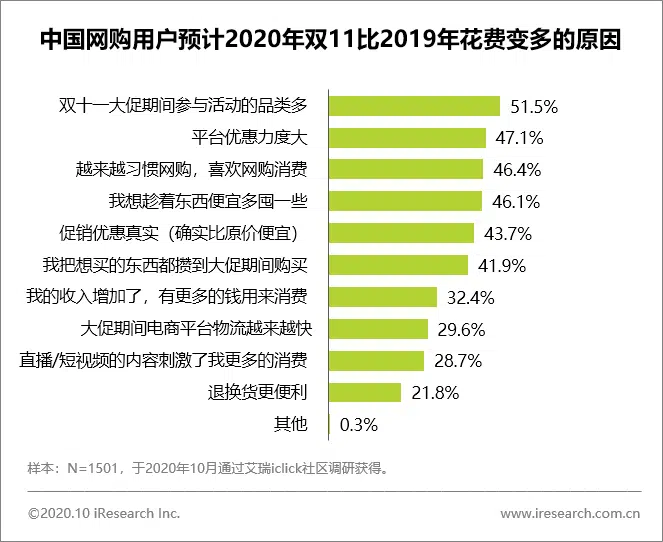 中国网购用户预计2020年双11比2019年花费变多的原因
双十一大促期间参与活动的品类多 51.5%
平台优惠力度大 47.1%
越来越习惯网购，喜欢网购消费 46.4%
我想趁着东西便宜多囤一些 46.1%
促销优惠真实（确实比原价便宜） 43.7%
我把想买的东西都攒到大促期间购买 41.9%
我的收入增加了，有更多的钱用来消费 32.4%
大促期间电商平台物流越来越快 29.6%
直播/短视频的内容刺激了我更多的消费 28.7%
退换货更便利 21.8%
其他 0.3%
样本：N=1501，于2020年10月通过艾瑞iclick社区调研获得。
©2020.10 iResearch Inc. www.iresearch.com.cn